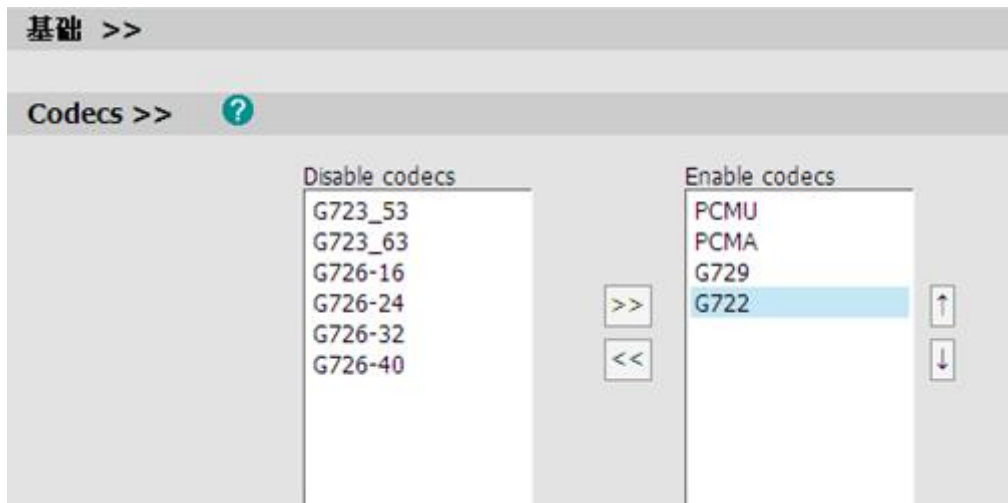 基础 >>
Codecs >> ?
Disable codecs
G723_53
G723_63
G726-16
G726-24
G726-32
G726-40
>>
<<
Enable codecs
PCMU
PCMA
G729
G722
↑
↓